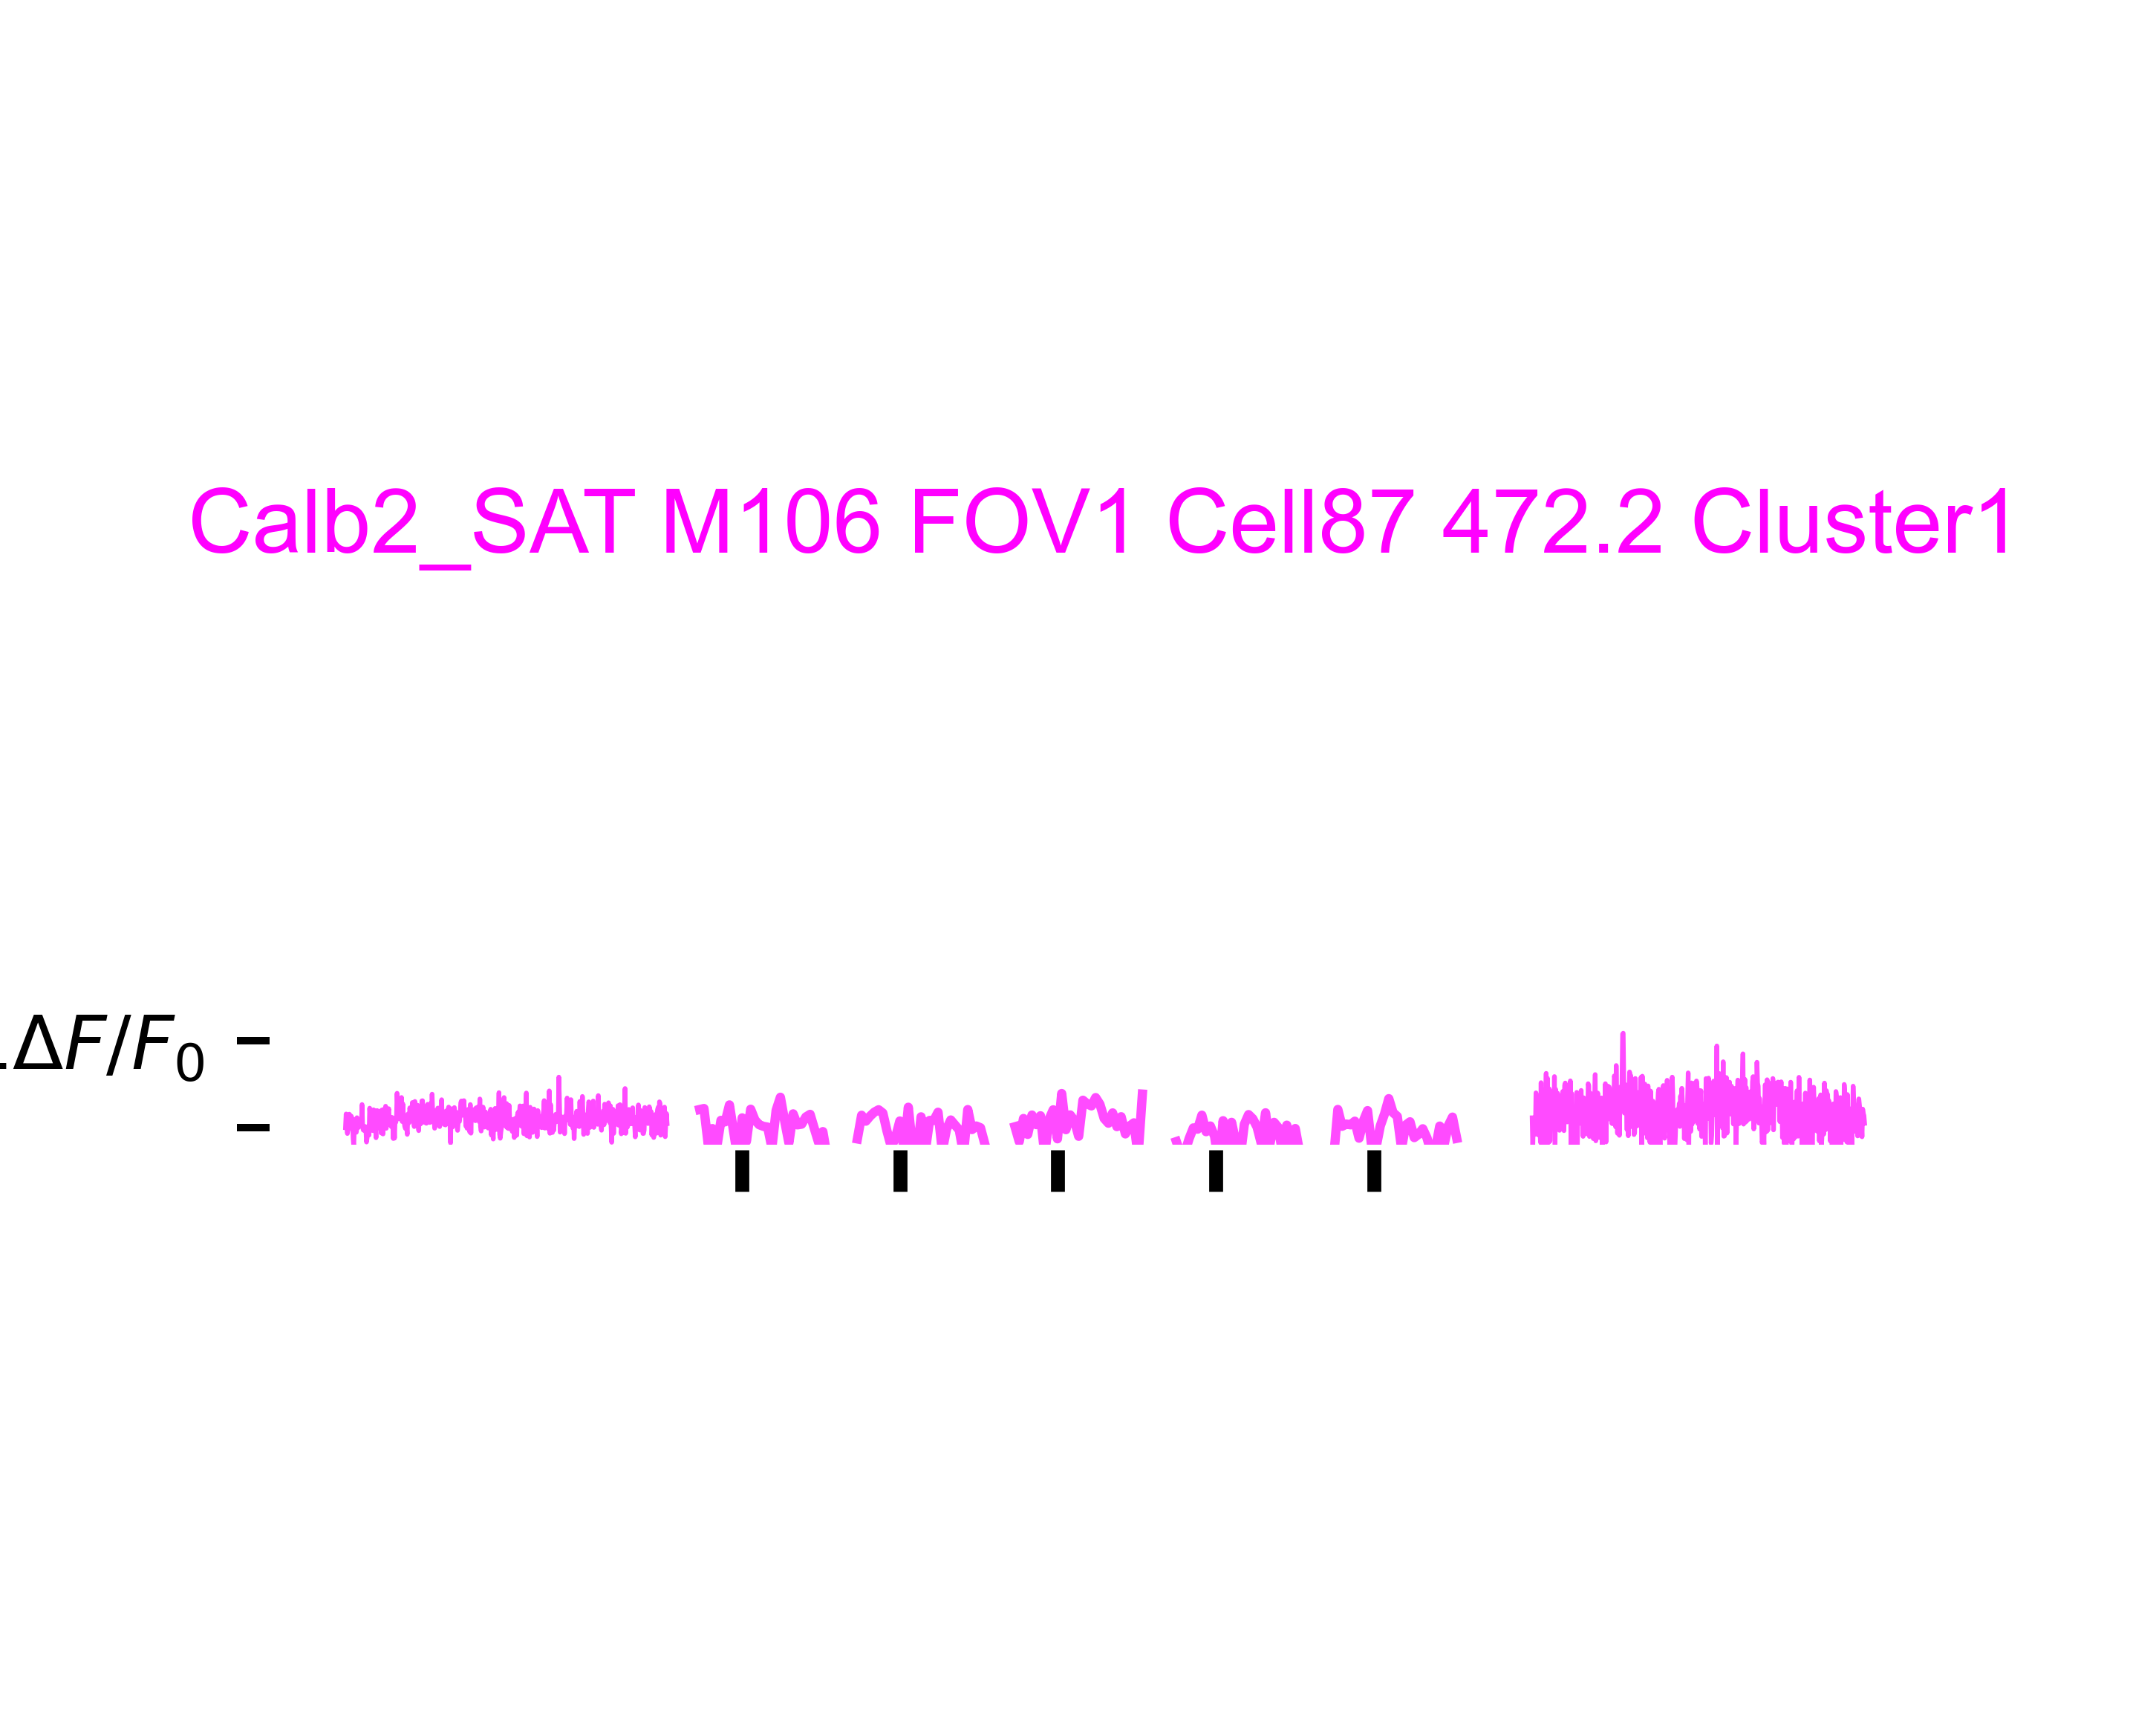 Calb2_SAT M106 FOV1 Cell87 472.2 Cluster1
.ΔF/F₀